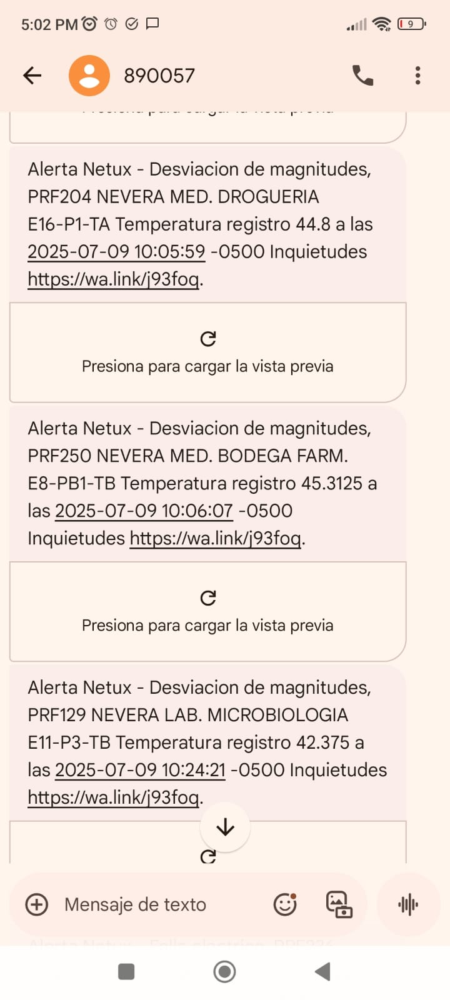 5:02 PM
9
890057
Presiona para cargar la vista previa
Alerta Netux - Desviacion de magnitudes,
PRF204 NEVERA MED. DROGUERIA
E16-P1-TA Temperatura registro 44.8 a las
2025-07-09 10:05:59 -0500 Inquietudes
https://wa.link/j93foq.
Presiona para cargar la vista previa
Alerta Netux - Desviacion de magnitudes,
PRF250 NEVERA MED. BODEGA FARM.
E8-PB1-TB Temperatura registro 45.3125 a
las 2025-07-09 10:06:07 -0500
Inquietudes https://wa.link/j93foq.
Presiona para cargar la vista previa
Alerta Netux - Desviacion de magnitudes,
PRF129 NEVERA LAB. MICROBIOLOGIA
E11-P3-TB Temperatura registro 42.375 a
las 2025-07-09 10:24:21 -0500 Inquietudes
https://wa.link/j93foq.
Mensaje de texto